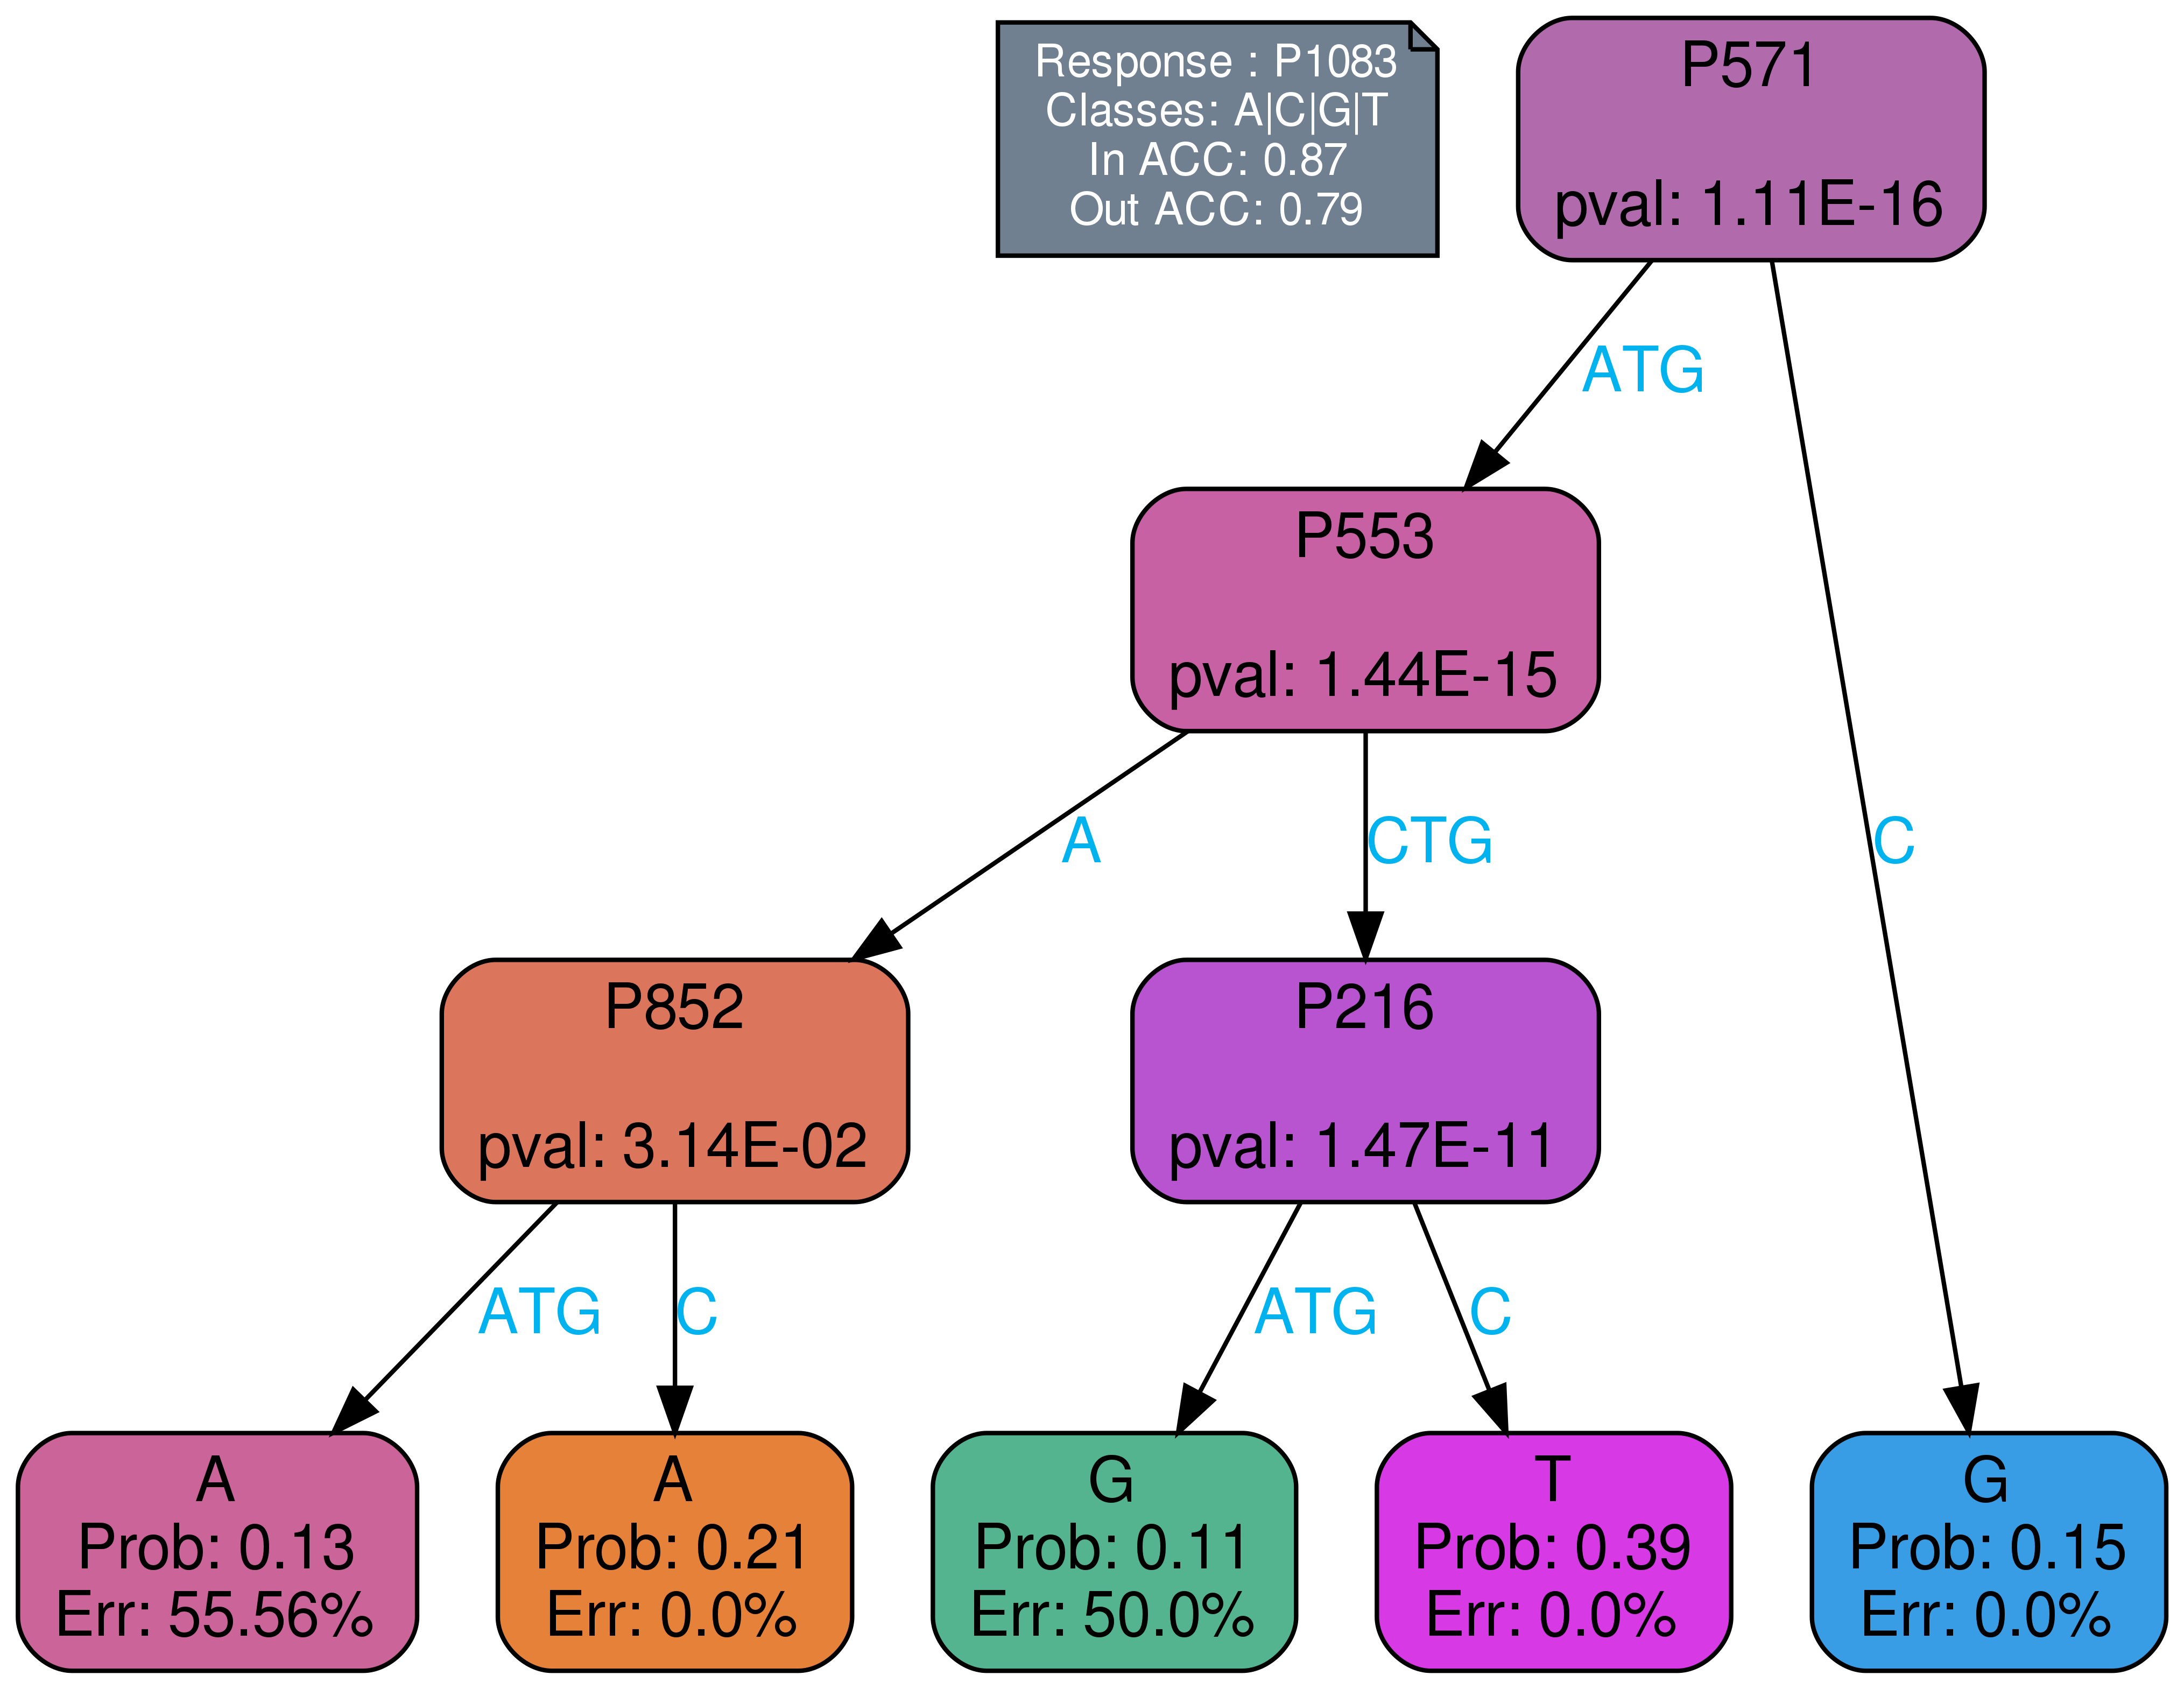 Response : P1083
Classes: A|C|G|T
In ACC: 0.87
Out ACC: 0.79
P571
pval: 1.11E-16
ATG
P553
pval: 1.44E-15
A
CTG
C
P852
pval: 3.14E-02
P216
pval: 1.47E-11
ATG
C
ATG
C
A
Prob: 0.13
Err: 55.56%
A
Prob: 0.21
Err: 0.0%
G
Prob: 0.11
Err: 50.0%
T
Prob: 0.39
Err: 0.0%
G
Prob: 0.15
Err: 0.0%